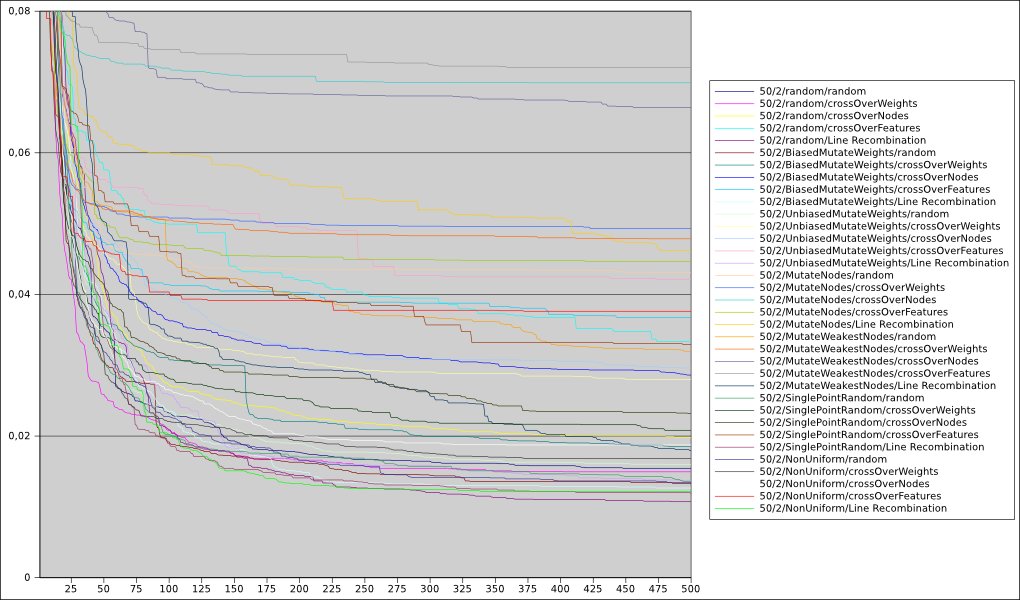 0,08
0,06
0,04
0,02
0
25 50 75 100 125 150 175 200 225 250 275 300 325 350 375 400 425 450 475 500
50/2/random/random
50/2/random/crossOverWeights
50/2/random/crossOverNodes
50/2/random/crossOverFeatures
50/2/random/Line Recombination
50/2/BiasedMutateWeights/random
50/2/BiasedMutateWeights/crossOverWeights
50/2/BiasedMutateWeights/crossOverNodes
50/2/BiasedMutateWeights/crossOverFeatures
50/2/BiasedMutateWeights/Line Recombination
50/2/UnbiasedMutateWeights/random
50/2/UnbiasedMutateWeights/crossOverWeights
50/2/UnbiasedMutateWeights/crossOverNodes
50/2/UnbiasedMutateWeights/crossOverFeatures
50/2/UnbiasedMutateWeights/Line Recombination
50/2/MutateNodes/random
50/2/MutateNodes/crossOverWeights
50/2/MutateNodes/crossOverNodes
50/2/MutateNodes/crossOverFeatures
50/2/MutateNodes/Line Recombination
50/2/MutateWeakestNodes/random
50/2/MutateWeakestNodes/crossOverWeights
50/2/MutateWeakestNodes/crossOverNodes
50/2/MutateWeakestNodes/crossOverFeatures
50/2/MutateWeakestNodes/Line Recombination
50/2/SinglePointRandom/random
50/2/SinglePointRandom/crossOverWeights
50/2/SinglePointRandom/crossOverNodes
50/2/SinglePointRandom/crossOverFeatures
50/2/SinglePointRandom/Line Recombination
50/2/NonUniform/random
50/2/NonUniform/crossOverWeights
50/2/NonUniform/crossOverNodes
50/2/NonUniform/crossOverFeatures
50/2/NonUniform/Line Recombination